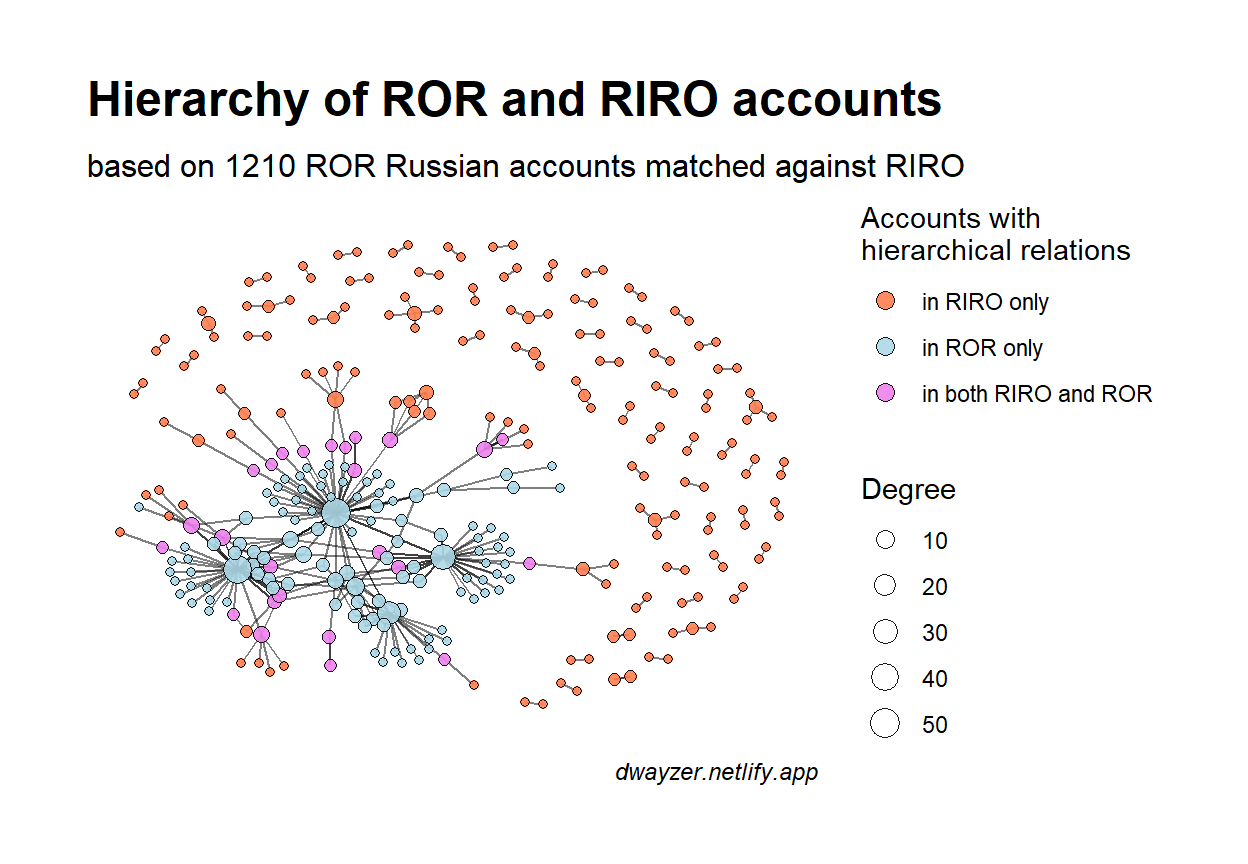 Hierarchy of ROR and RIRO accounts
based on 1210 ROR Russian accounts matched against RIRO
Accounts with
hierarchical relations
in RIRO only
in ROR only
in both RIRO and ROR
Degree
10
20
30
40
50
dwayzer.netlify.app